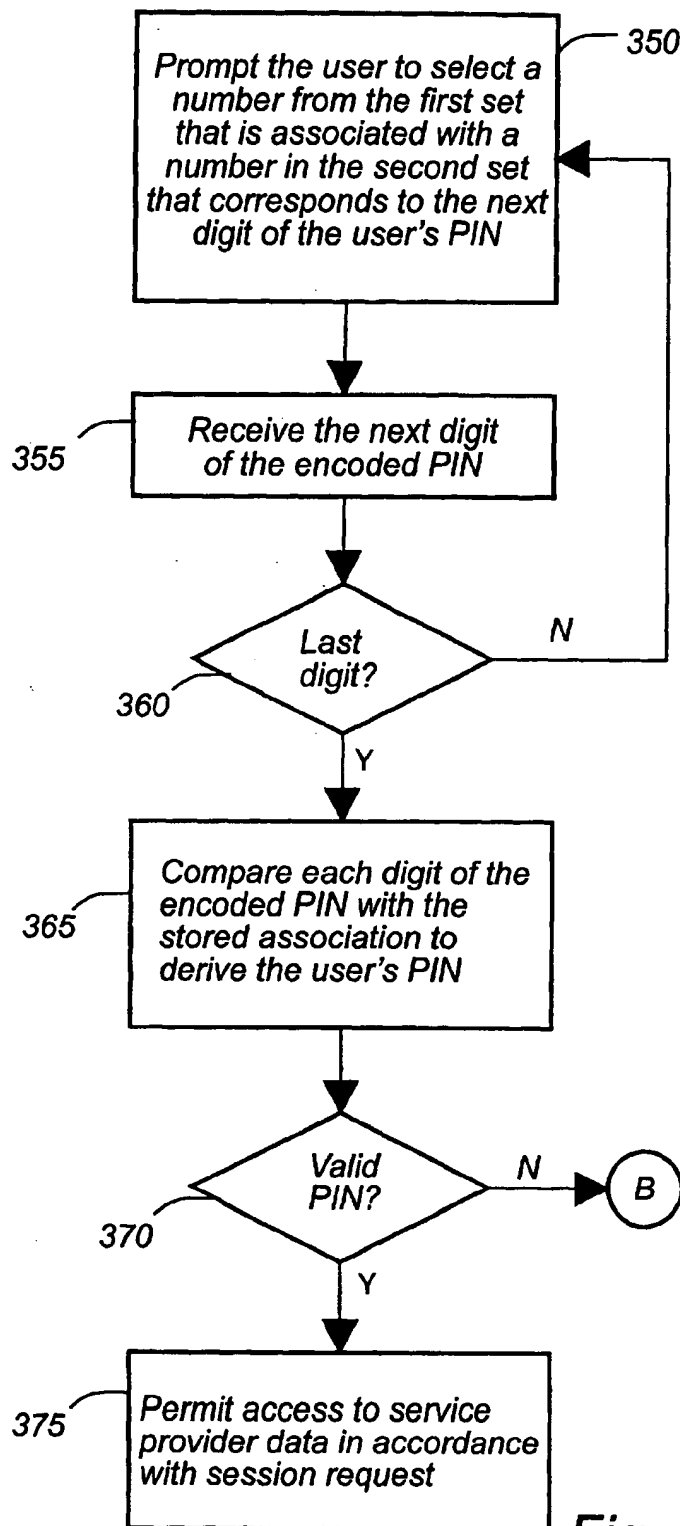 350
Prompt the user to select a
number from the first set
that is associated with a
number in the second set
that corresponds to the next
digit of the user's PIN
355
Receive the next digit
of the encoded PIN
Last
digit?
N
360
Y
Compare each digit of the
encoded PIN with the
stored association to
derive the user's PIN
365
Valid
PIN?
N
B
370
Y
Permit access to service
provider data in accordance
with session request
375